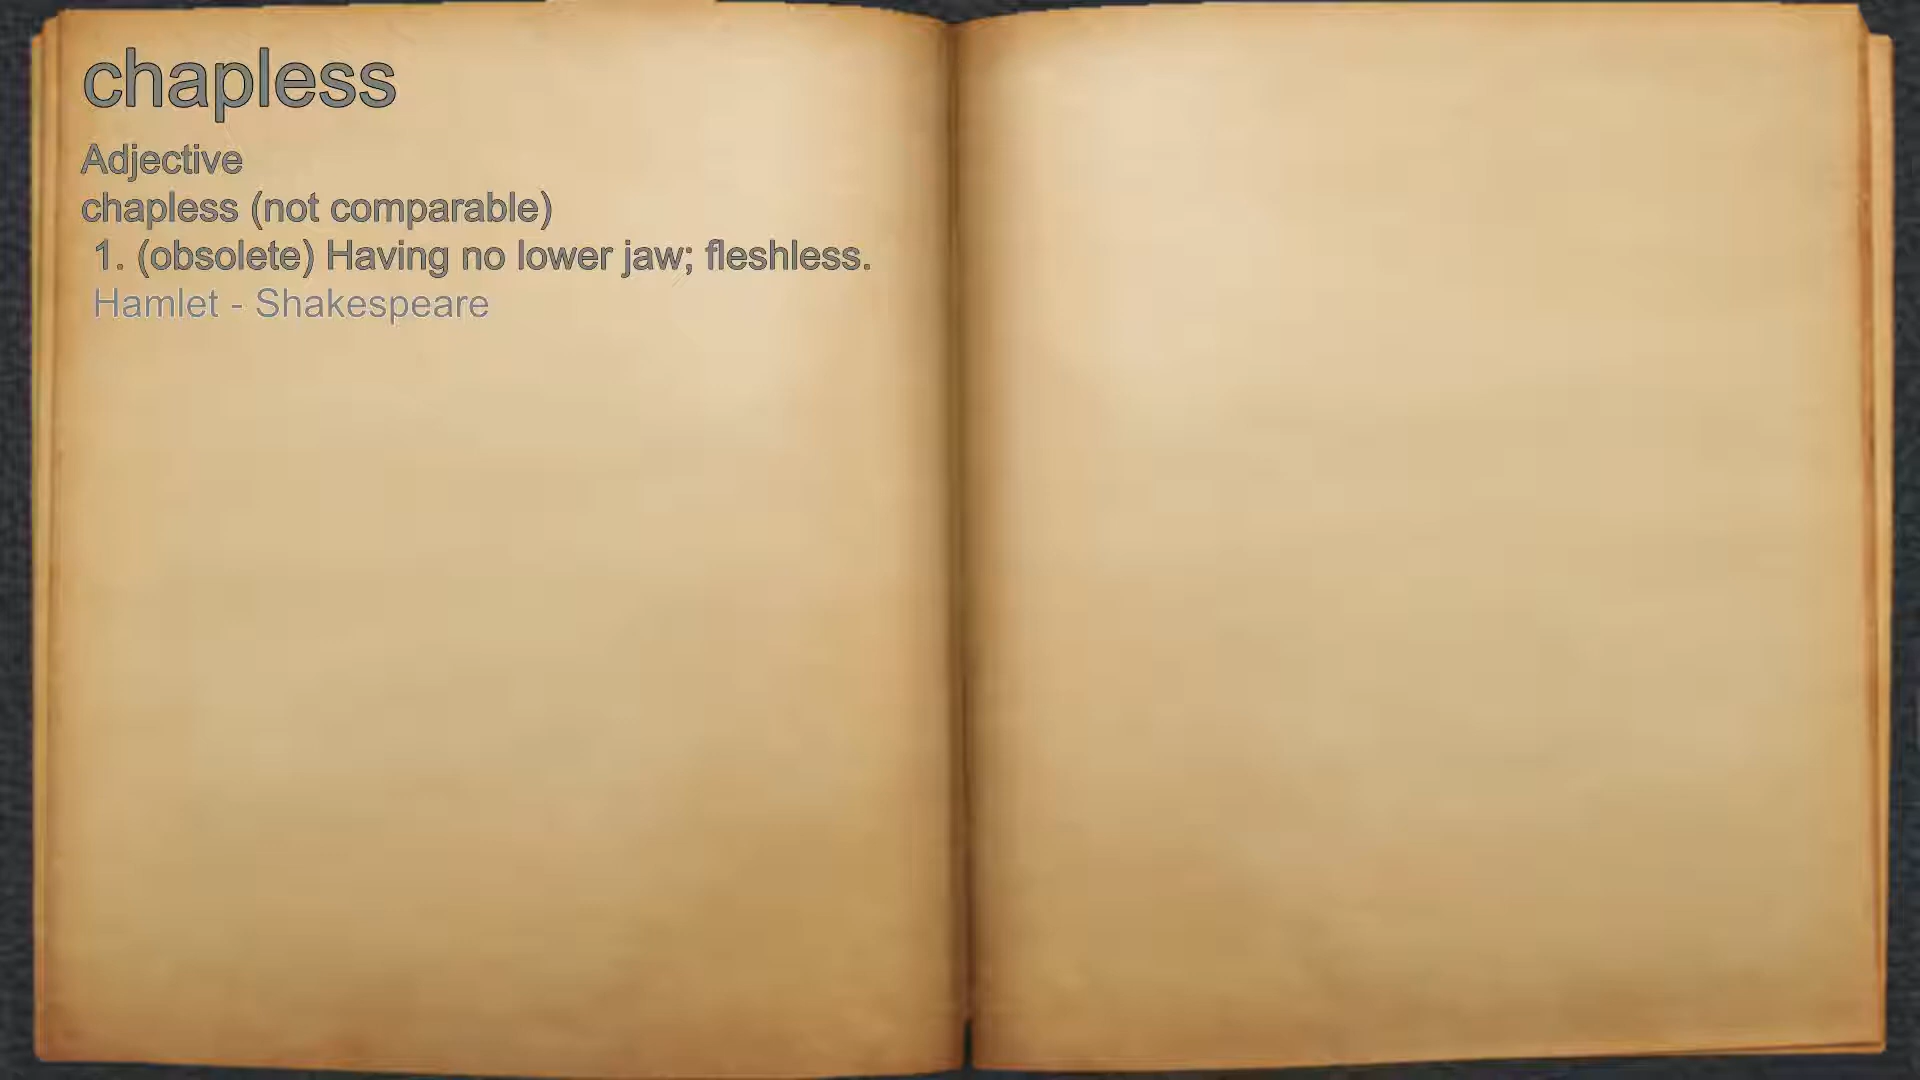 chapless
Adjective
chapless (not comparable)
1. (obsolete) Having no lower jaw; fleshless.
Hamlet - Shakespeare